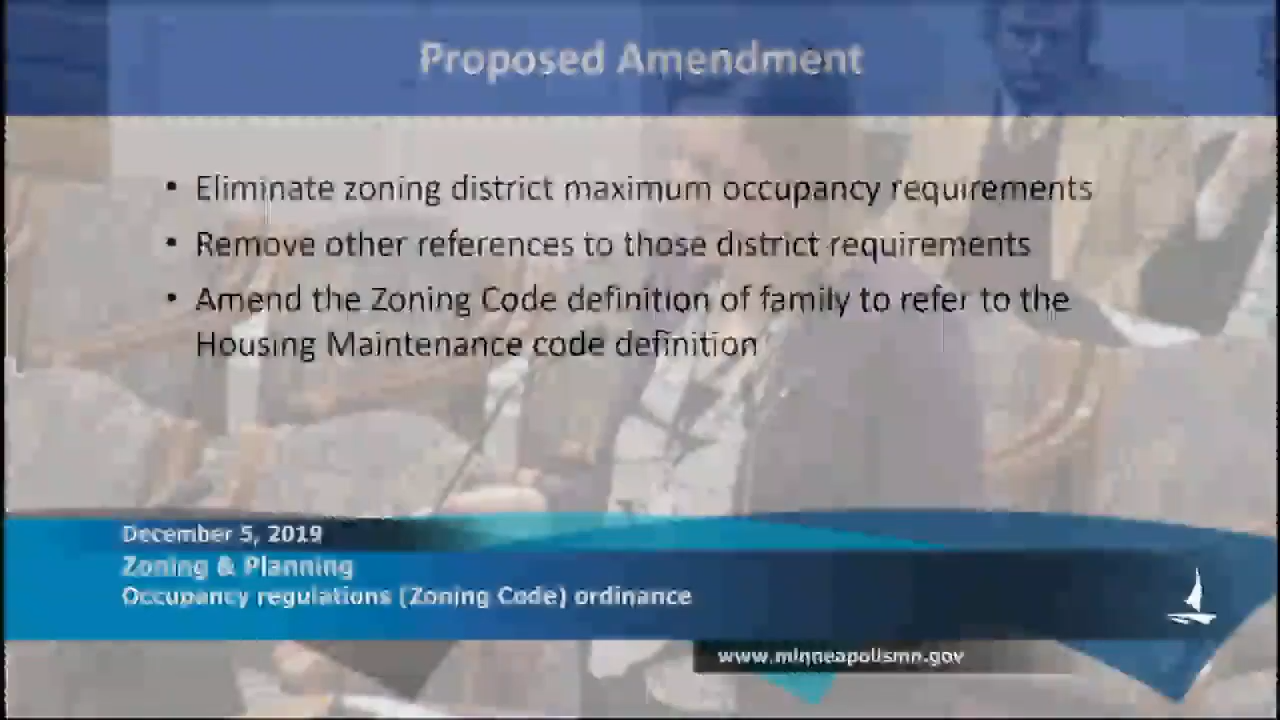 Proposed Amendment
• Eliminate zoning district maximum occupancy requirements
• Remove other references to those district requirements
• Amend the Zoning Code definition of family to refer to the
Housing Maintenance code definition
December 5, 2019
Zoning & Planning
Occupancy regulations (Zoning Code) ordinance
www.minneapolismn.gov